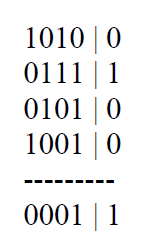 1010 | 0
0111 | 1
0101 | 0
1001 | 0
---------
0001 | 1